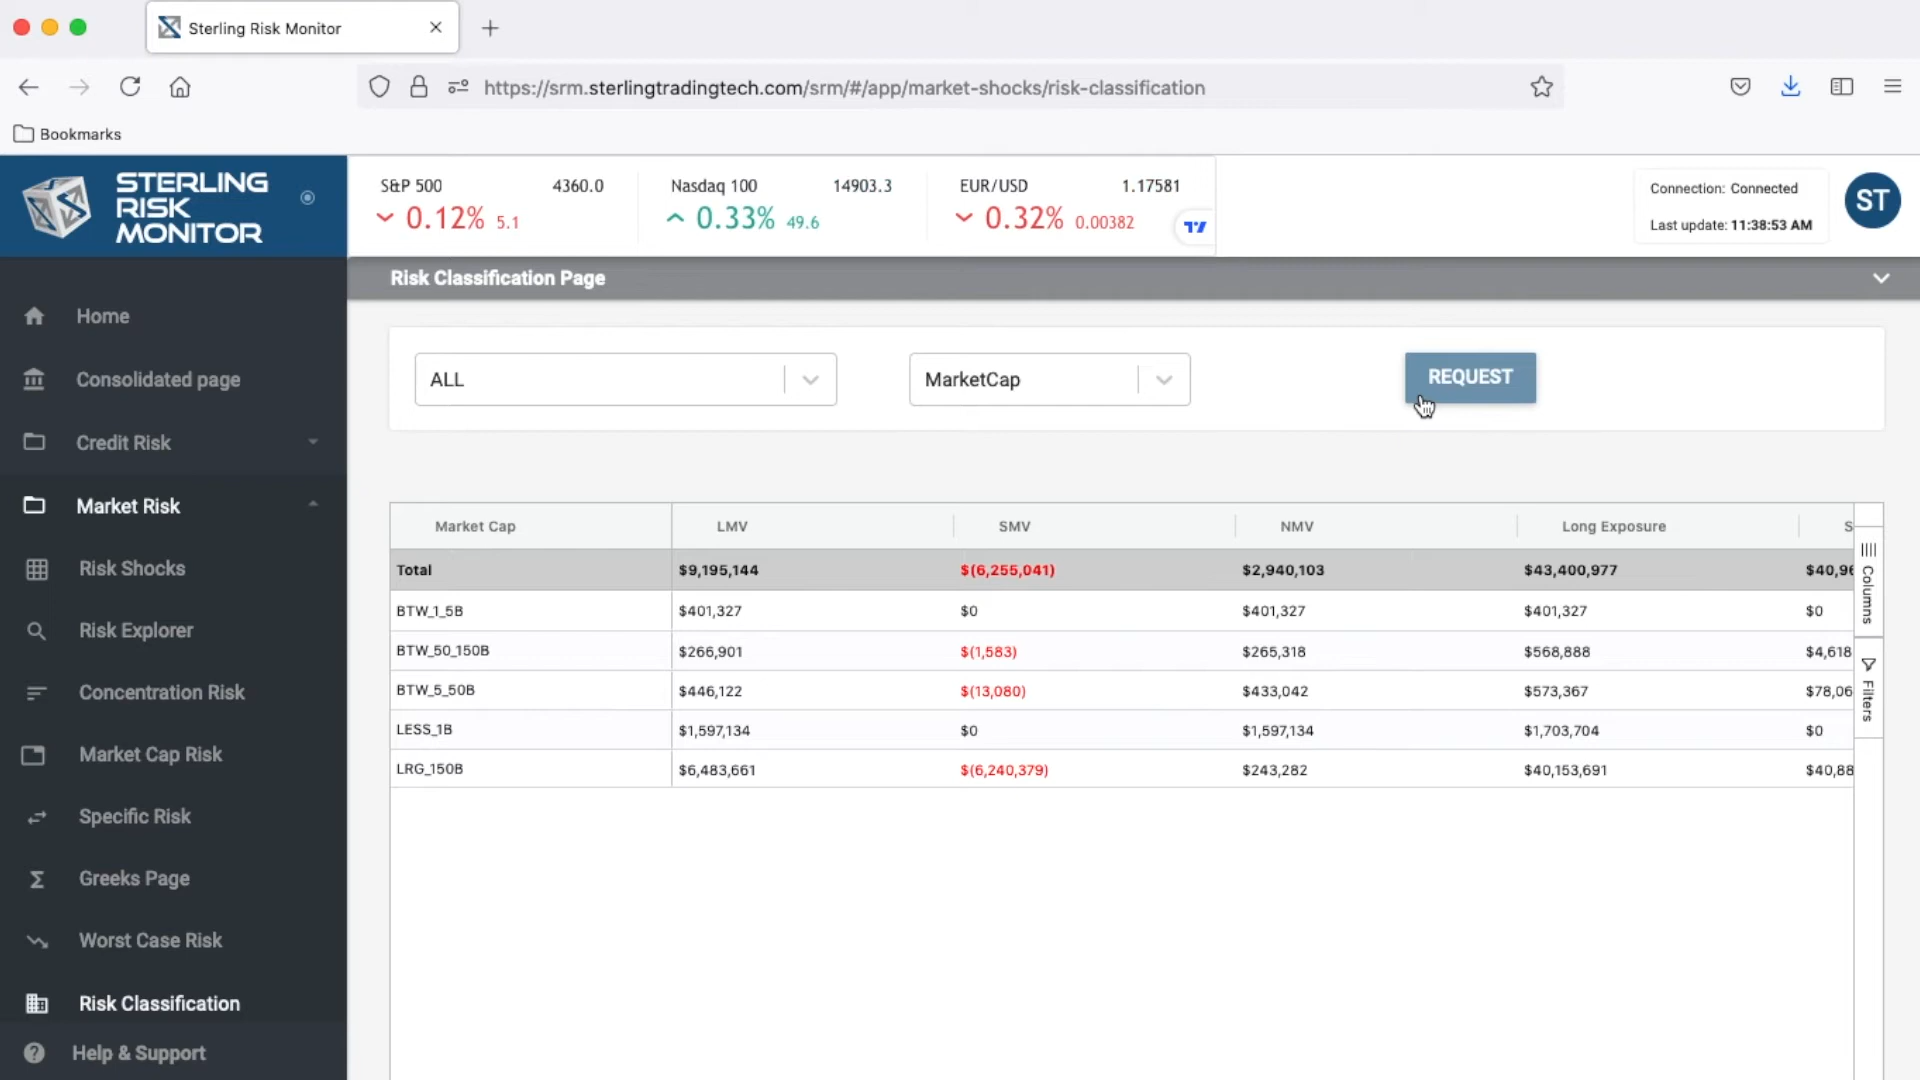 Sterling Risk Monitor
https://srm.sterlingtradingtech.com/srm/#/app/market-shocks/risk-classification
Bookmarks
STERLING
RISK
MONITOR
S&P 500 4360.0
0.12% 5.1
Nasdaq 100 14903.3
0.33% 49.6
EUR/USD 1.17581
0.32% 0.00382
Connection: Connected
Last update: 11:38:53 AM
ST
Risk Classification Page
Home
Consolidated page
Credit Risk
Market Risk
Risk Shocks
Risk Explorer
Concentration Risk
Market Cap Risk
Specific Risk
Greeks Page
Worst Case Risk
Risk Classification
Help & Support
ALL
MarketCap
REQUEST
Market Cap LMV SMV NMV Long Exposure S
Total $9,195,144 $(6,255,041) $2,940,103 $43,400,977 $40,96
BTW_1_5B $401,327 $0 $401,327 $401,327 $0
BTW_50_150B $266,901 $(1,583) $265,318 $568,888 $4,618
BTW_5_50B $446,122 $(13,080) $433,042 $573,367 $78,06
LESS_1B $1,597,134 $0 $1,597,134 $1,703,704 $0
LRG_150B $6,483,661 $(6,240,379) $243,282 $40,153,691 $40,88
Columns
Filters